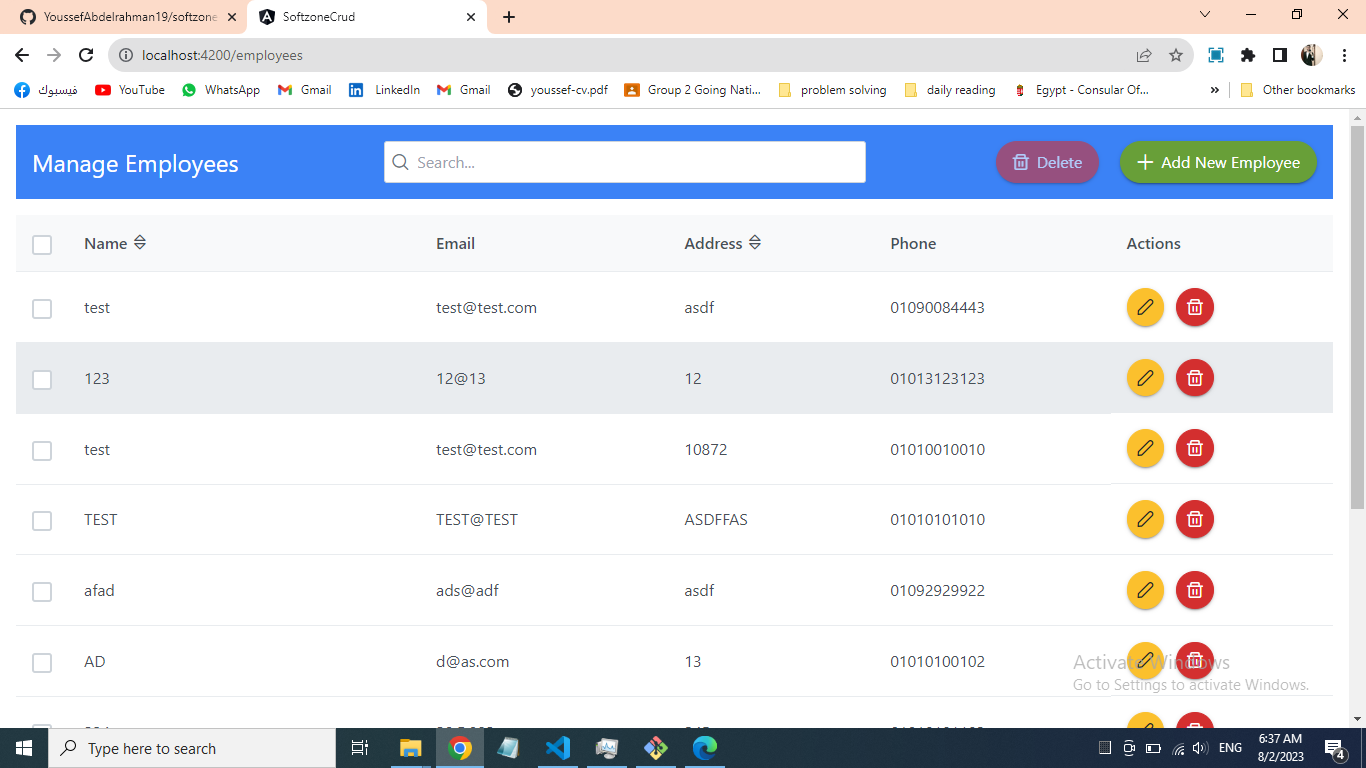 YoussefAbdelrahman19/softzone
SoftzoneCrud
localhost:4200/employees
فيسبوك YouTube WhatsApp Gmail LinkedIn Gmail youssef-cv.pdf Group 2 Going Nati... problem solving daily reading Egypt - Consular Of... » Other bookmarks
Manage Employees Search... Delete Add New Employee
Name Email Address Phone Actions
test test@test.com asdf 01090084443
123 12@13 12 01013123123
test test@test.com 10872 01010010010
TEST TEST@TEST ASDFFAS 01010101010
afad ads@adf asdf 01092929922
AD d@as.com 13 01010100102
Activate Windows
Go to Settings to activate Windows.
Type here to search
ENG
6:37 AM
8/2/2023
4